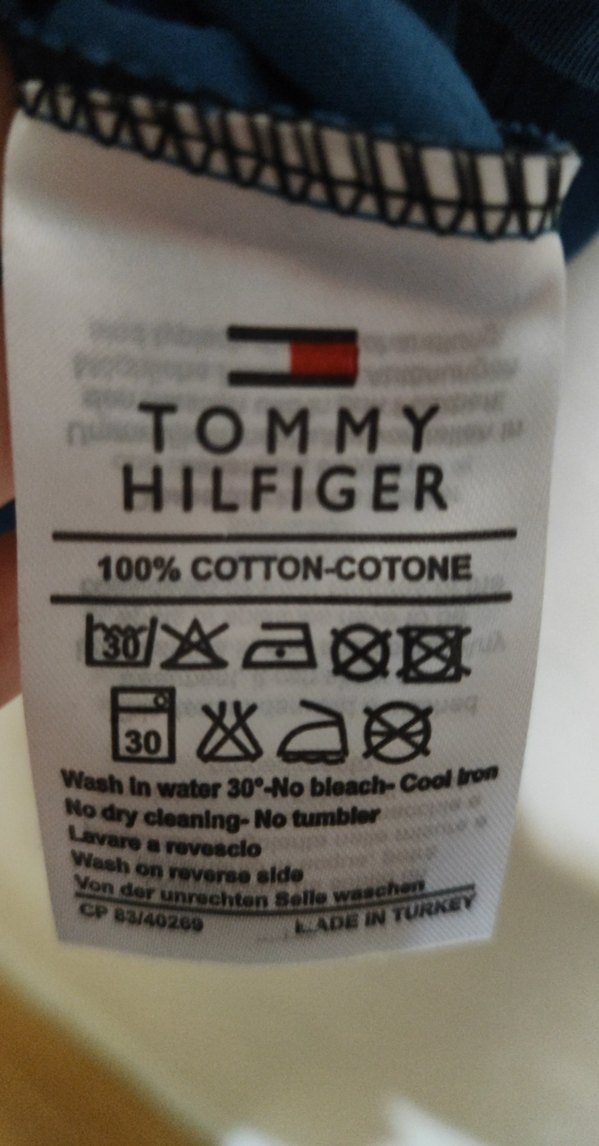 TOMMY
HILFIGER
100% COTTON-COTONE
30
30
Wash in water 30°-No bleach- Cool Iron
No dry cleaning- No tumbler
Lavare a revescio
Wash on reverse side
Von der unrechten Selle waschen
CP 83/40269
ADE IN TURKEY